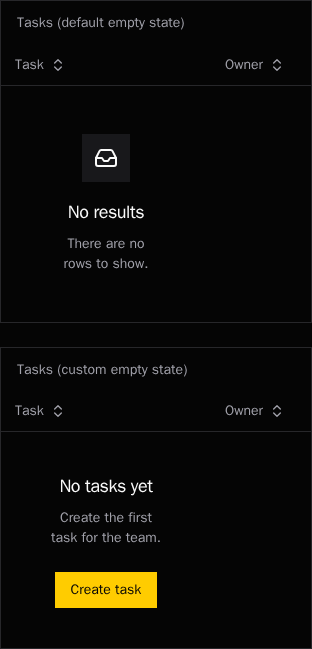 Tasks (default empty state)
Task Owner
No results
There are no
rows to show.
Tasks (custom empty state)
Task Owner
No tasks yet
Create the first
task for the team.
Create task